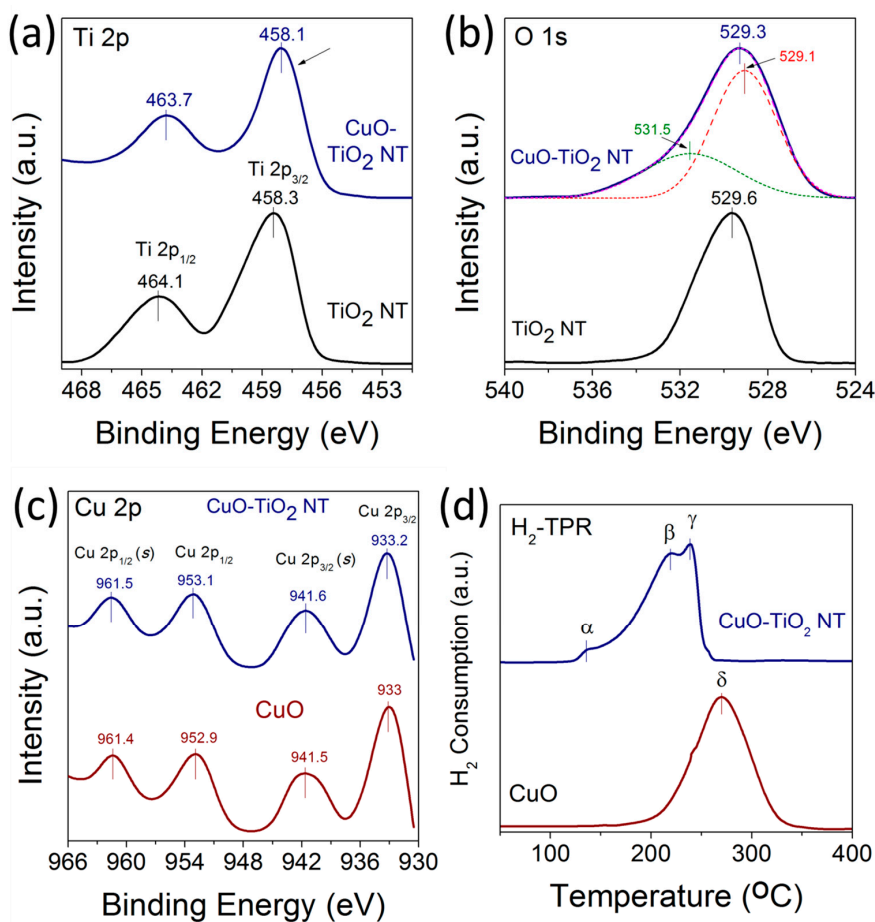 (a) Ti 2p
458.1
463.7
CuO-
TiO₂ NT
Ti 2p₃/₂
458.3
Ti 2p₁/₂
464.1
TiO₂ NT
Intensity (a.u.)
468 465 462 459 456 453
Binding Energy (eV)
(b) O 1s
529.3
529.1
531.5
CuO-TiO₂ NT
529.6
TiO₂ NT
Intensity (a.u.)
540 536 532 528 524
Binding Energy (eV)
(c) Cu 2p
CuO-TiO₂ NT
Cu 2p₃/₂
933.2
Cu 2p₁/₂(s) Cu 2p₁/₂ Cu 2p₃/₂(s)
961.5 953.1 941.6
CuO
933
961.4 952.9 941.5
Intensity (a.u.)
966 960 954 948 942 936 930
Binding Energy (eV)
(d) H₂-TPR
α β γ
CuO-TiO₂ NT
δ
CuO
H₂ Consumption (a.u.)
100 200 300 400
Temperature (ºC)